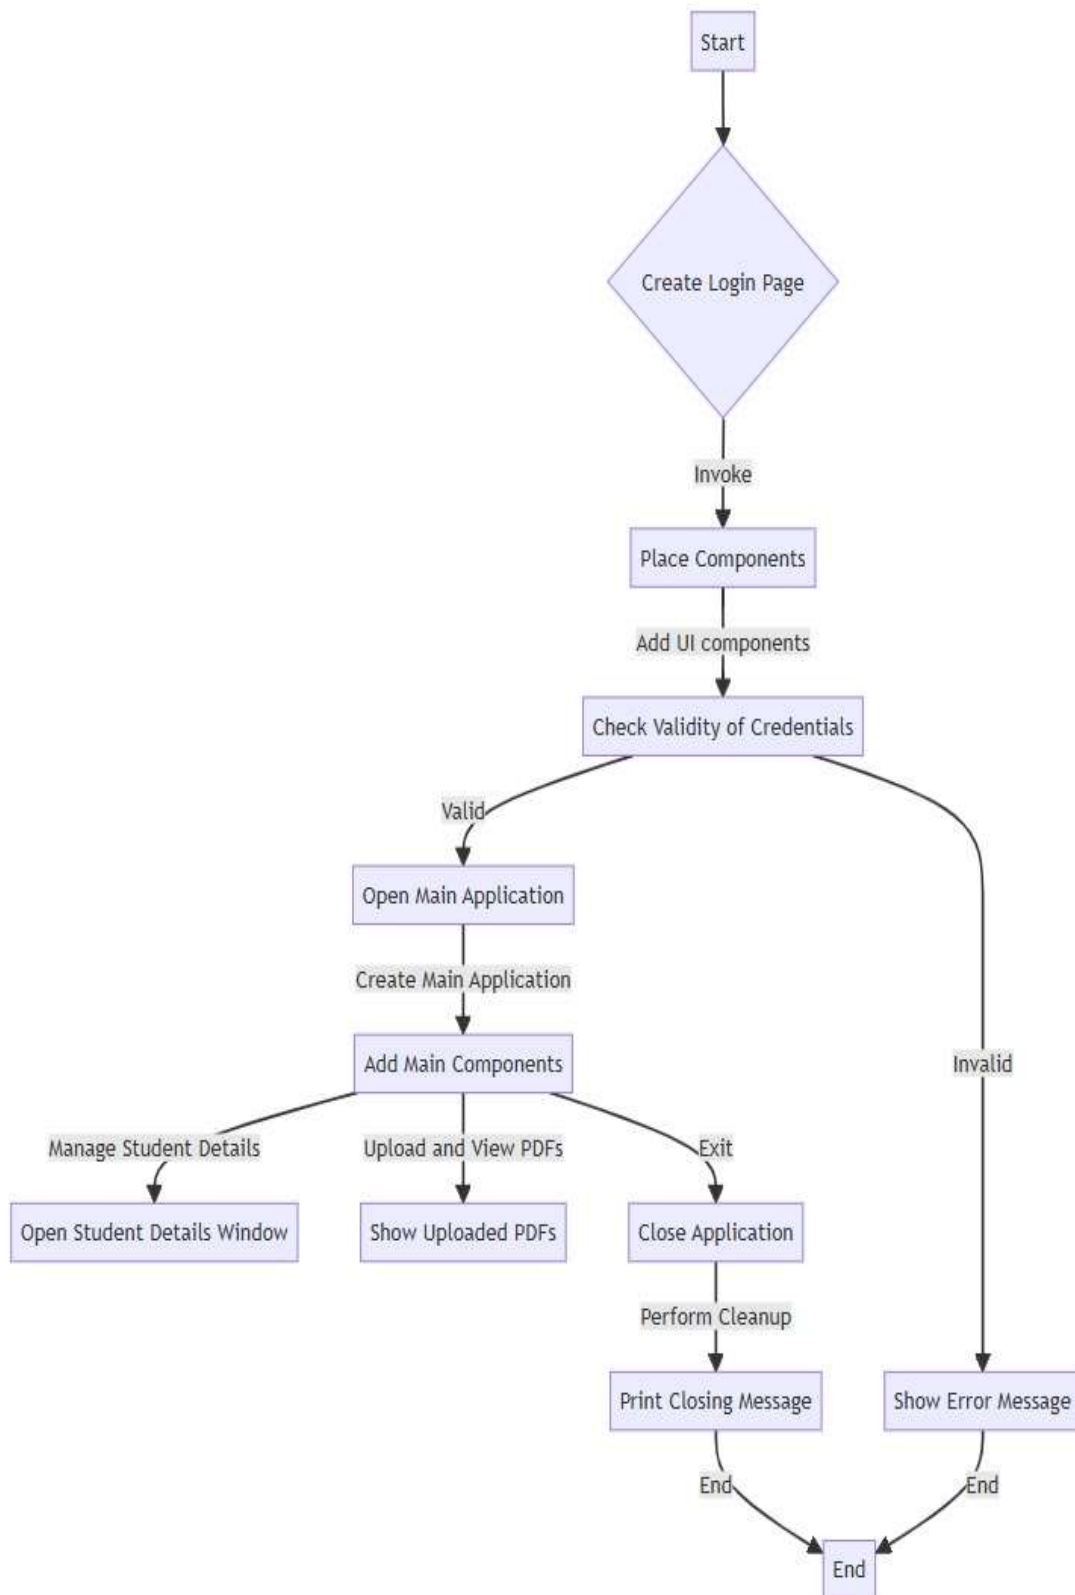 Start
Create Login Page
Invoke
Place Components
Add UI components
Check Validity of Credentials
Valid
Open Main Application
Create Main Application
Add Main Components
Invalid
Manage Student Details
Upload and View PDFs
Exit
Open Student Details Window
Show Uploaded PDFs
Close Application
Perform Cleanup
Print Closing Message
Show Error Message
End
End
End